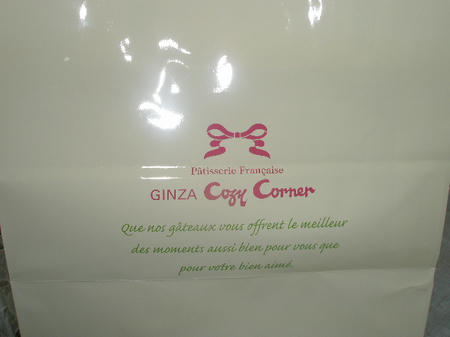 Pâtisserie Française
GINZA Cozy Corner
Que nos gâteaux vous offrent le meilleur
des moments aussi bien pour vous que
pour votre bien aimé.